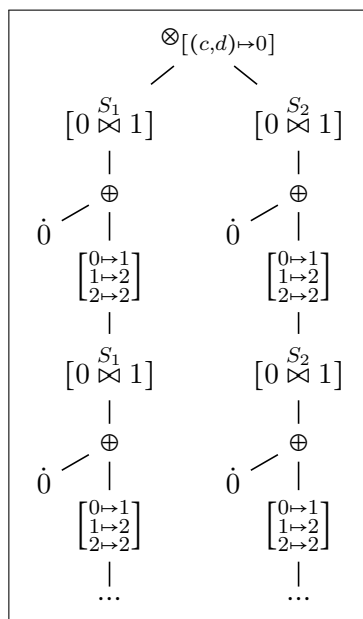 ⊗[(c,d)↦0]
[0 ⋈ 1] [0 ⋈ 1]
S1 S2
⊕ ⊕
0̇ 0̇
[0↦1 [0↦1
1↦2 1↦2
2↦2] 2↦2]
S1 S2
[0 ⋈ 1] [0 ⋈ 1]
⊕ ⊕
0̇ 0̇
[0↦1 [0↦1
1↦2 1↦2
2↦2] 2↦2]
... ...